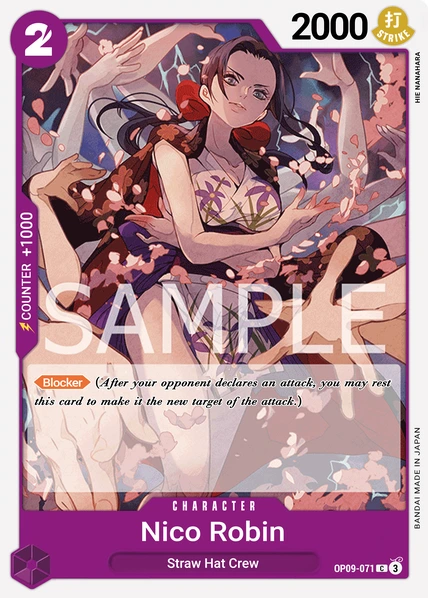 2
2000
打
STRIKE
HIE NANAHARA
COUNTER +1000
SAMPLE
Blocker (After your opponent declares an attack, you may rest
this card to make it the new target of the attack.)
BANDAI MADE IN JAPAN
CHARACTER
Nico Robin
Straw Hat Crew
OP09-071 C 3